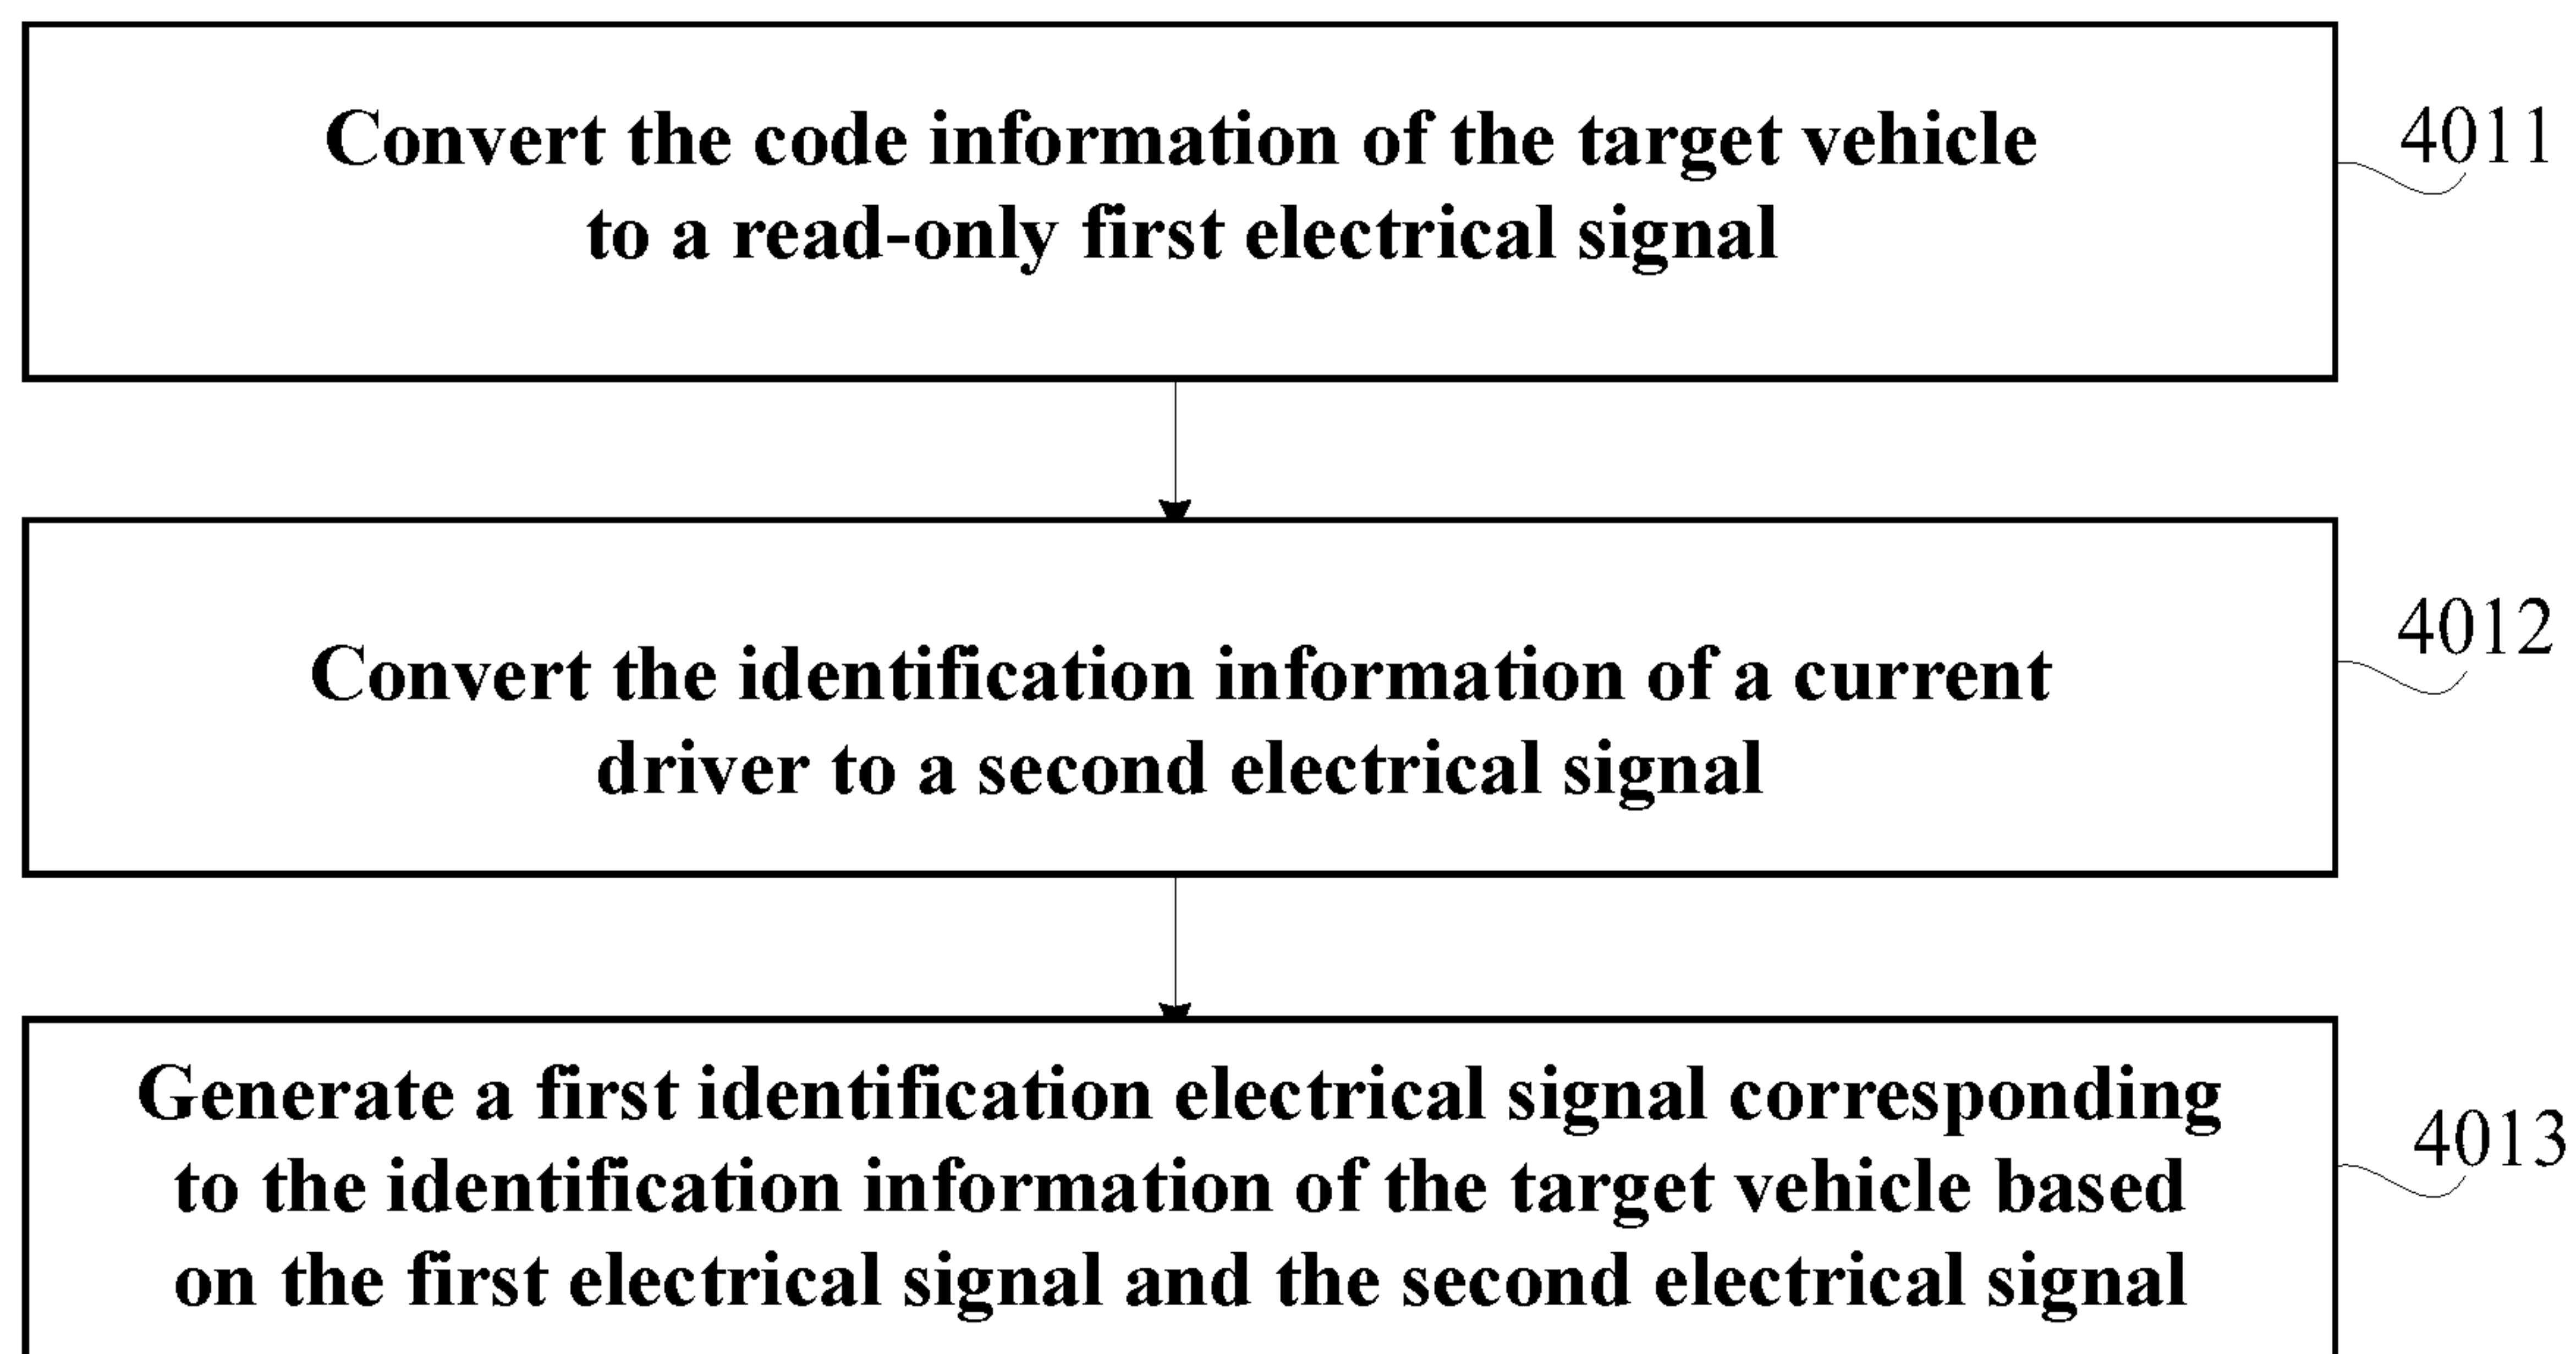 Convert the code information of the target vehicle
to a read-only first electrical signal
4011
Convert the identification information of a current
driver to a second electrical signal
4012
Generate a first identification electrical signal corresponding
to the identification information of the target vehicle based
on the first electrical signal and the second electrical signal
4013